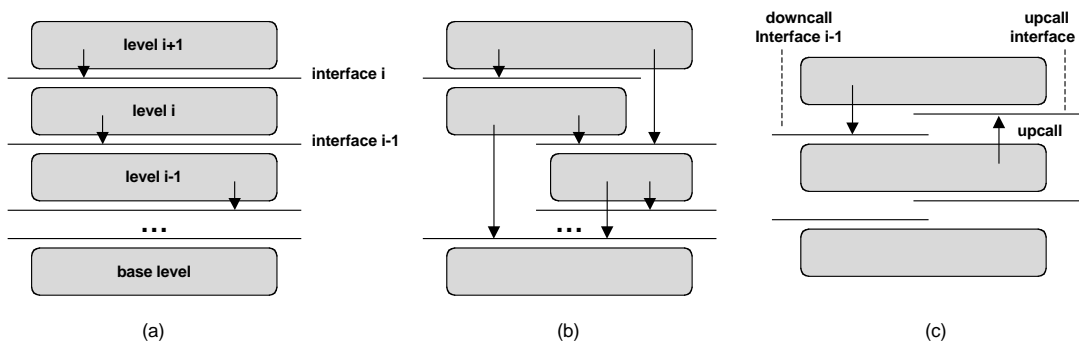 level i+1
interface i
level i
interface i-1
level i-1
...
base level
(a)
...
(b)
downcall
Interface i-1
upcall
interface
upcall
(c)